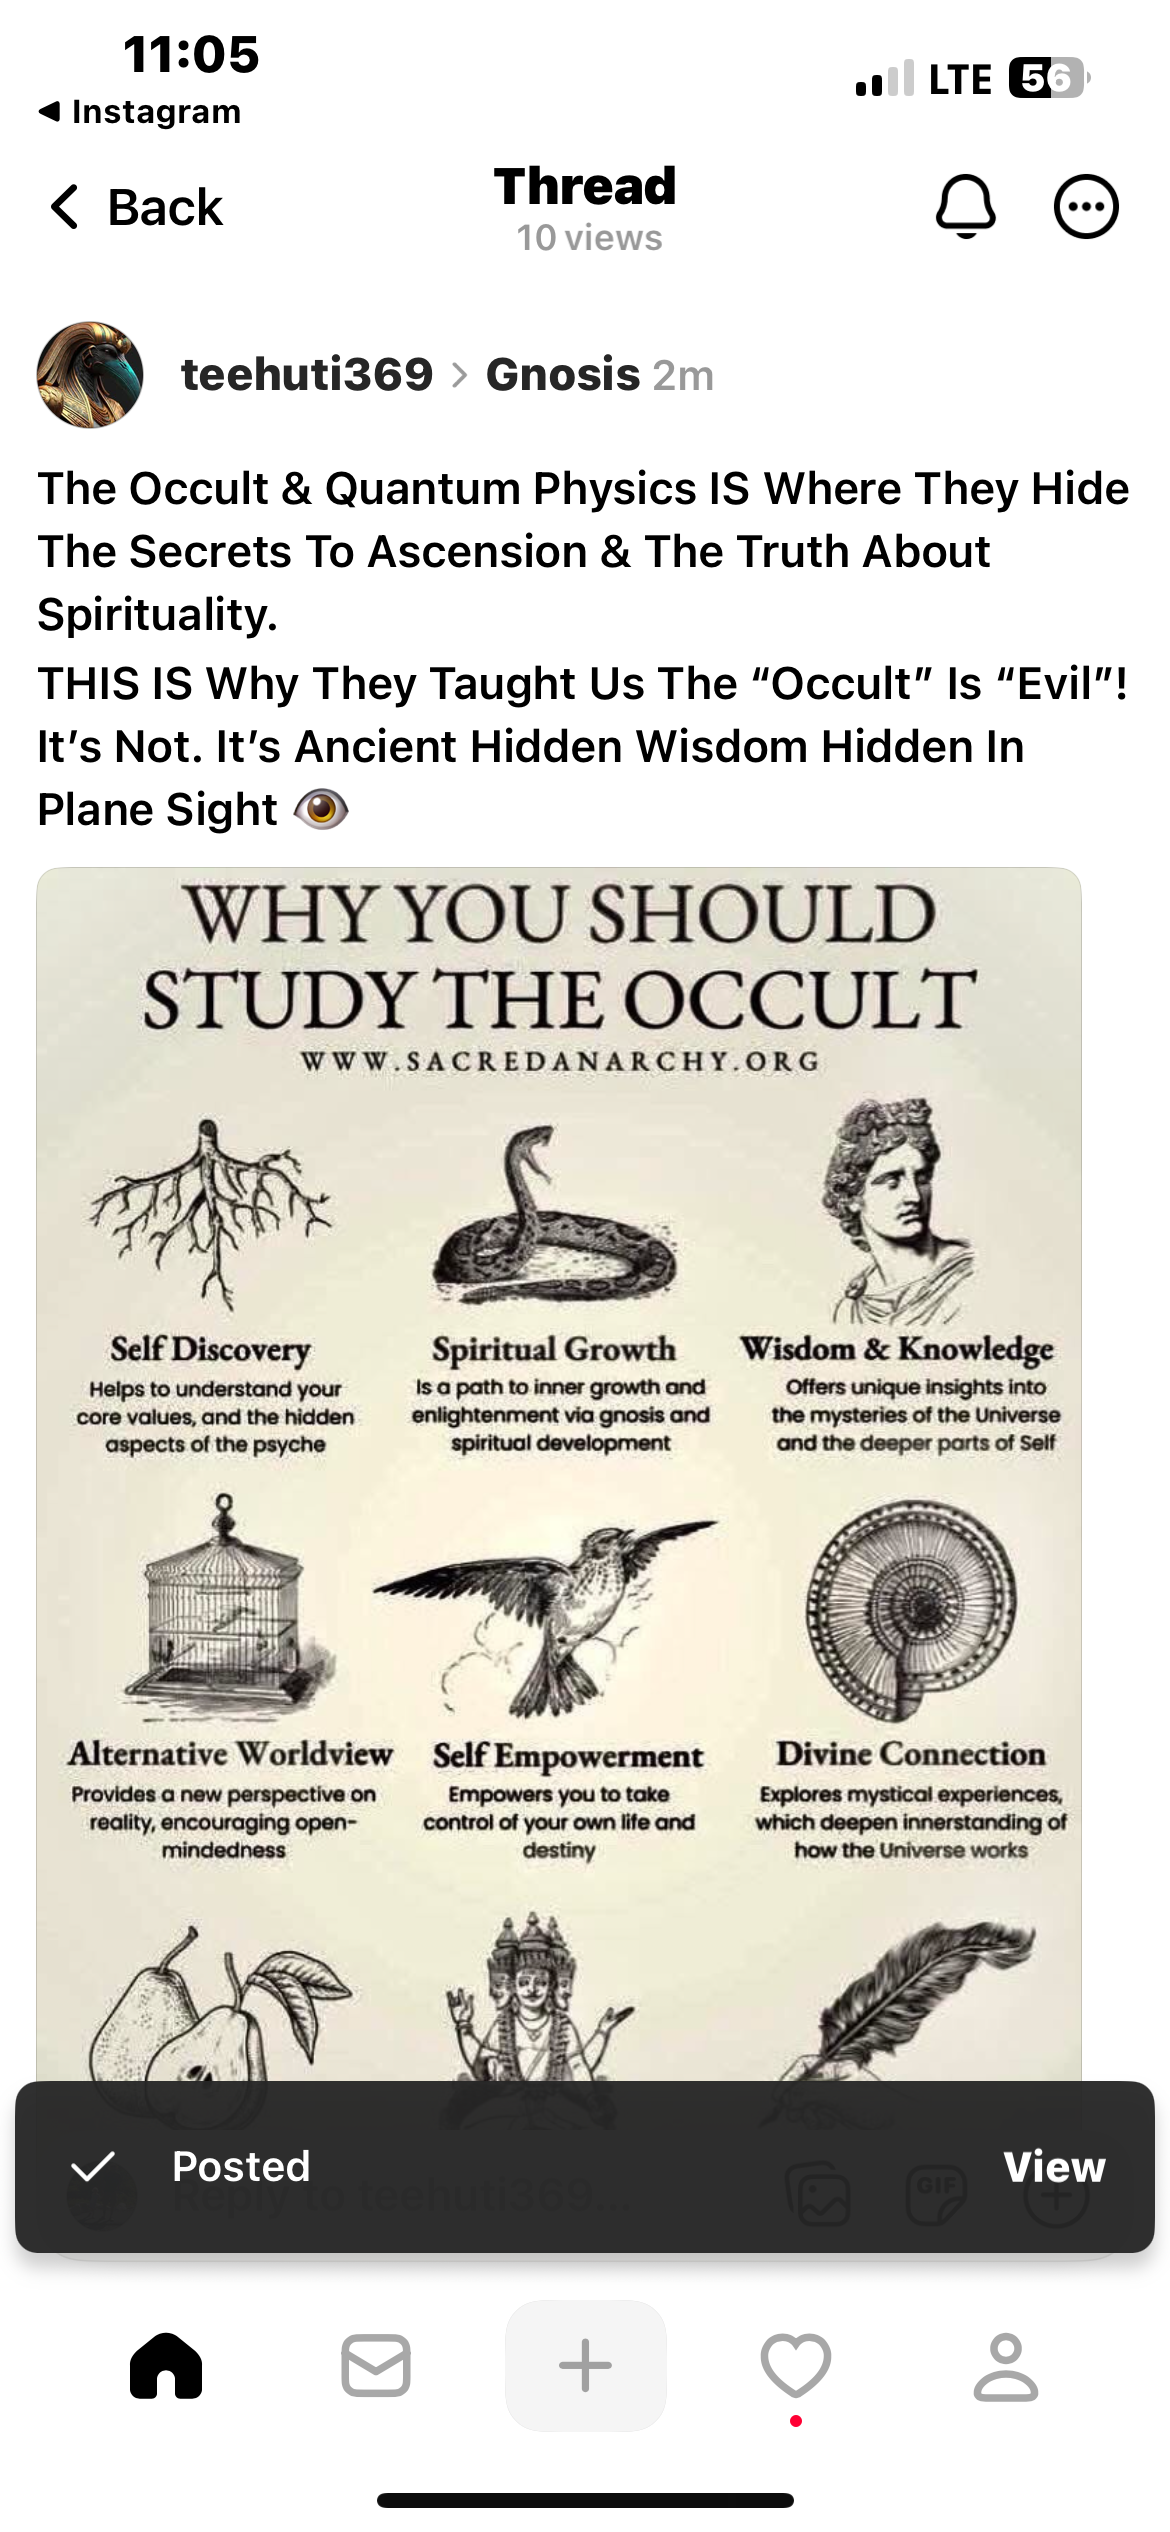 11:05
LTE 56
◀ Instagram
Back
Thread
10 views
teehuti369 > Gnosis 2m
The Occult & Quantum Physics IS Where They Hide
The Secrets To Ascension & The Truth About
Spirituality.
THIS IS Why They Taught Us The “Occult” Is “Evil”!
It’s Not. It’s Ancient Hidden Wisdom Hidden In
Plane Sight 👁️
WHY YOU SHOULD
STUDY THE OCCULT
WWW.SACREDANARCHY.ORG
Self Discovery
Helps to understand your
core values, and the hidden
aspects of the psyche
Spiritual Growth
Is a path to inner growth and
enlightenment via gnosis and
spiritual development
Wisdom & Knowledge
Offers unique insights into
the mysteries of the Universe
and the deeper parts of Self
Alternative Worldview
Provides a new perspective on
reality, encouraging open-
mindedness
Self Empowerment
Empowers you to take
control of your own life and
destiny
Divine Connection
Explores mystical experiences,
which deepen innerstanding of
how the Universe works
Posted
View
Reply to teehuti369...
GIF